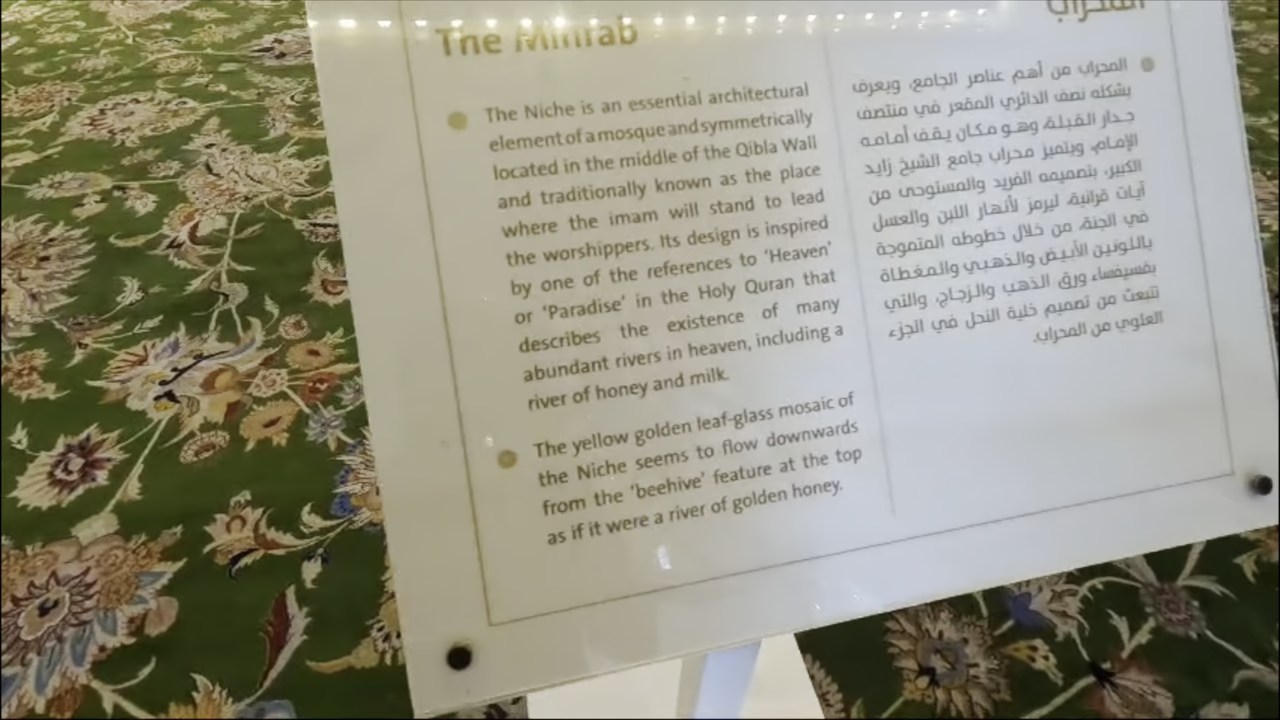 The Mihrab
The Niche is an essential architectural
element of a mosque and symmetrically
located in the middle of the Qibla Wall
and traditionally known as the place
where the imam will stand to lead
the worshippers. Its design is inspired
by one of the references to ‘Heaven’
or ‘Paradise’ in the Holy Quran that
describes the existence of many
abundant rivers in heaven, including a
river of honey and milk.
The yellow golden leaf-glass mosaic of
the Niche seems to flow downwards
from the ‘beehive’ feature at the top
as if it were a river of golden honey.
المحراب
المحراب من أهم عناصر الجامع، ويعرف
بشكله نصف الدائري المقعر في منتصف
جدار القبلة، وهو مكان يقف أمامه
الإمام، ويتميز محراب جامع الشيخ زايد
الكبير، بتصميمه الفريد والمستوحى من
آيات قرآنية، ليرمز لأنهار اللبن والعسل
في الجنة، من خلال خطوطه المتموجة
باللونين الأبيض والذهبي والمغطاة
بفسيفساء ورق الذهب والزجاج، والتي
تنبعث من تصميم خلية النحل في الجزء
العلوي من المحراب.